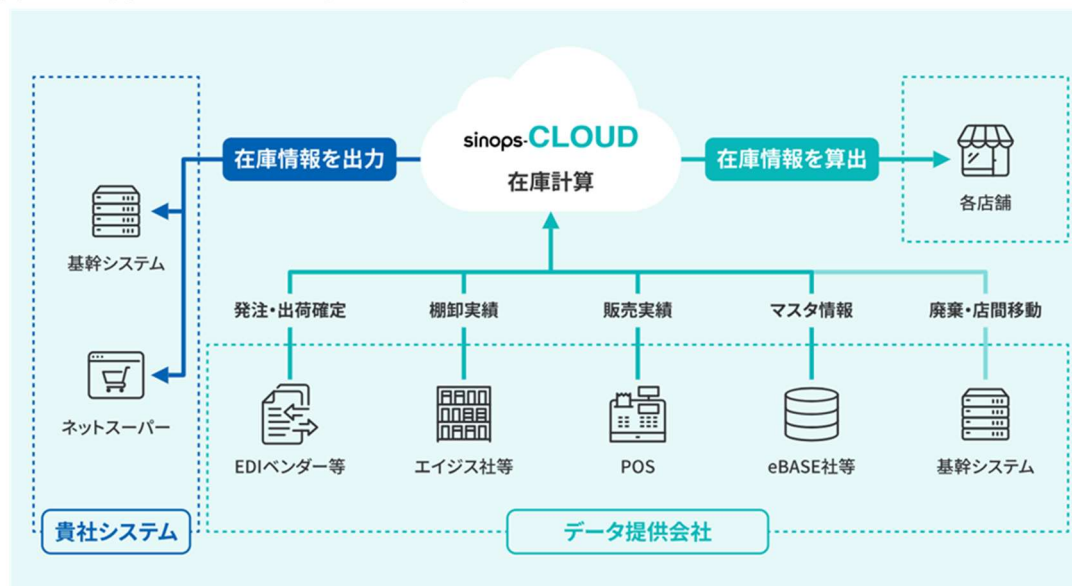 sinops-CLOUD
在庫計算
在庫情報を出力
在庫情報を算出
各店舗
基幹システム
ネットスーパー
貴社システム
発注・出荷確定
棚卸実績
販売実績
マスタ情報
廃棄・店間移動
EDIベンダー等
エイジス社等
POS
eBASE社等
基幹システム
データ提供会社